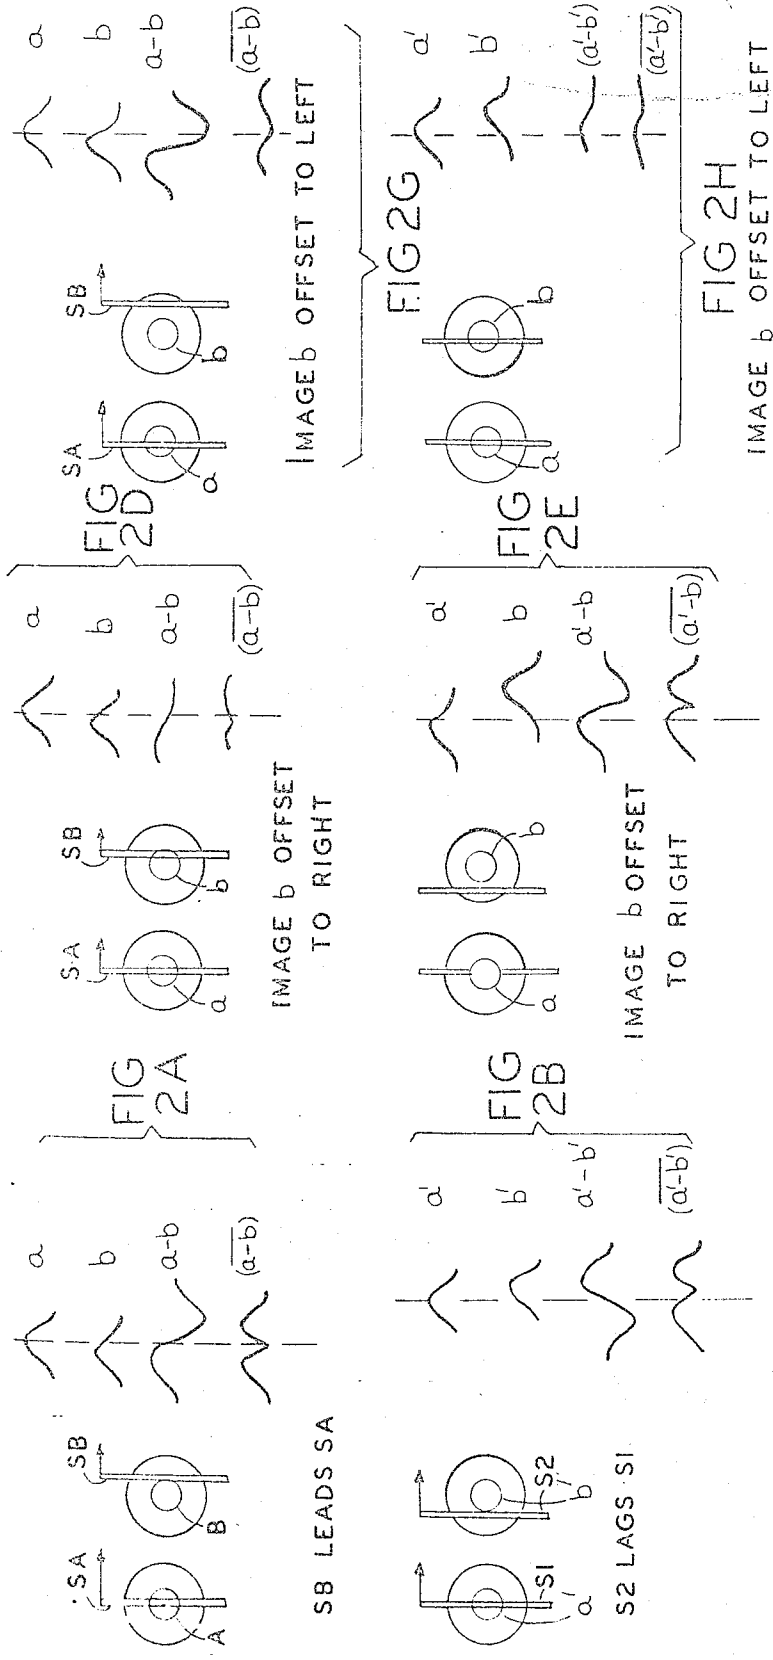 SA
SB
A
B
a
b
a-b
(a-b)
SB LEADS SA
FIG
2A
SA
SB
a
b
a
b
a-b
(a-b)
IMAGE b OFFSET
TO RIGHT
FIG
2D
SA
SB
a
b
a
b
a-b
(a-b)
IMAGE b OFFSET TO LEFT
FIG 2G
S1
S2
a
b
a'
b'
a'-b'
(a'-b')
S2 LAGS S1
FIG
2B
a
b
a'
b
a'-b
(a'-b)
IMAGE b OFFSET
TO RIGHT
FIG
2E
a
b
a'
b'
(a'-b')
(a'-b')
FIG 2H
IMAGE b OFFSET TO LEFT